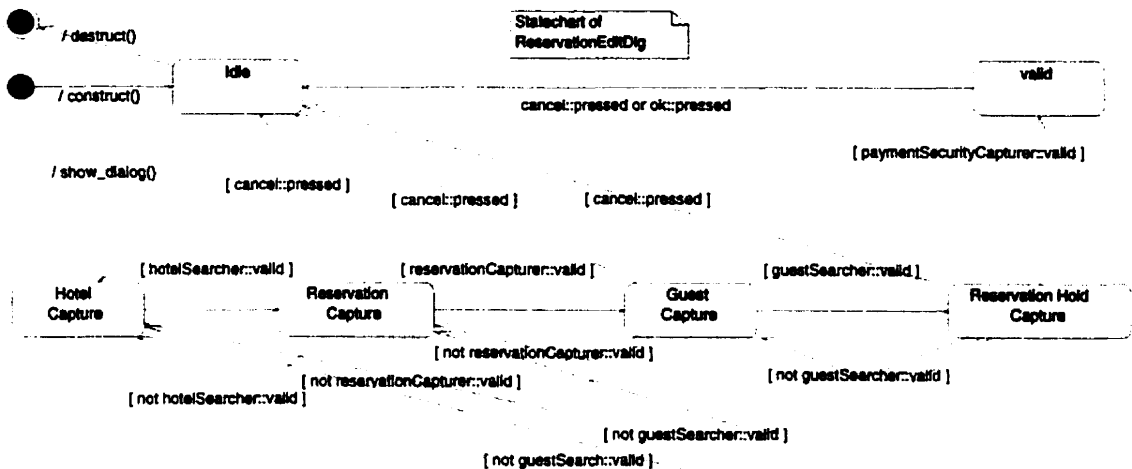 / destruct()
Statechart of
ReservationEditDlg
Idle
valid
/ construct()
cancel::pressed or ok::pressed
[ paymentSecurityCapturer::valid ]
/ show_dialog()
[ cancel::pressed ]
[ cancel::pressed ]
[ cancel::pressed ]
[ hotelSearcher::valid ]
[ reservationCapturer::valid ]
[ guestSearcher::valid ]
Hotel
Capture
Reservation
Capture
Guest
Capture
Reservation Hold
Capture
[ not reservationCapturer::valid ]
[ not reservationCapturer::valid ]
[ not guestSearcher::valid ]
[ not hotelSearcher::valid ]
[ not guestSearcher::valid ]
[ not guestSearch::valid ]